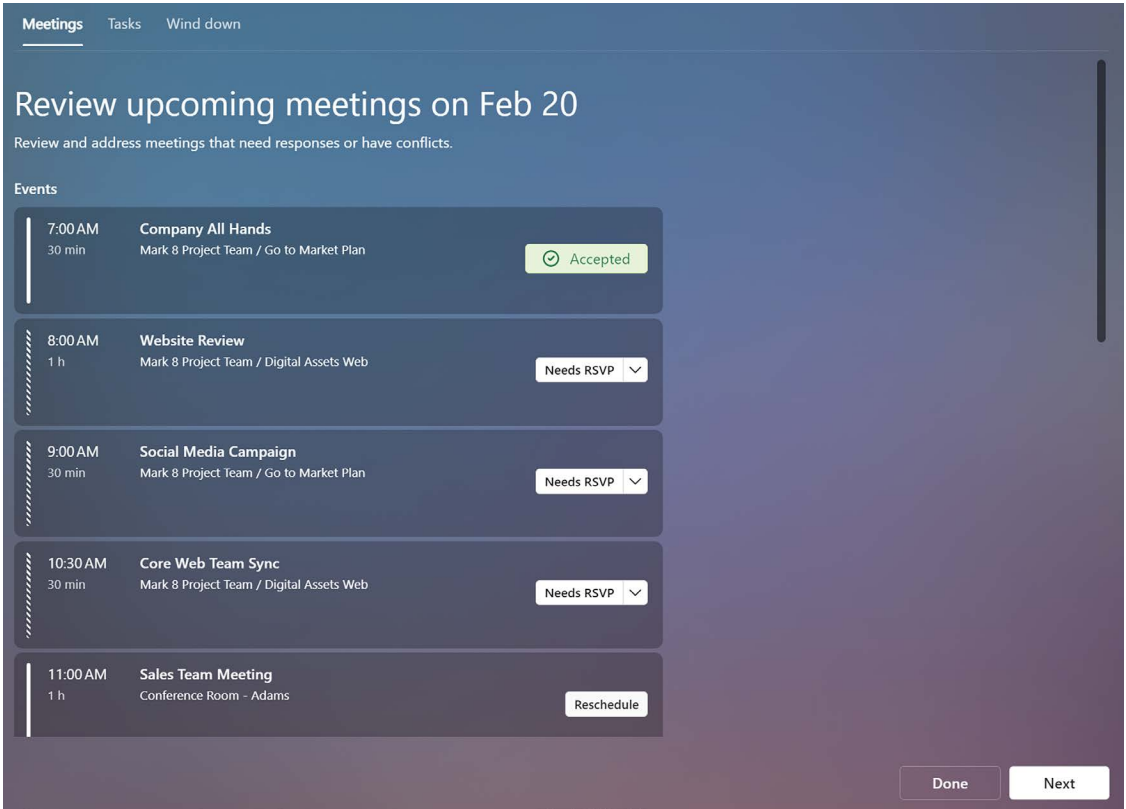 Meetings Tasks Wind down
Review upcoming meetings on Feb 20
Review and address meetings that need responses or have conflicts.
Events
7:00 AM Company All Hands
30 min Mark 8 Project Team / Go to Market Plan
Accepted
8:00 AM Website Review
1 h Mark 8 Project Team / Digital Assets Web
Needs RSVP
9:00 AM Social Media Campaign
30 min Mark 8 Project Team / Go to Market Plan
Needs RSVP
10:30 AM Core Web Team Sync
30 min Mark 8 Project Team / Digital Assets Web
Needs RSVP
11:00 AM Sales Team Meeting
1 h Conference Room - Adams
Reschedule
Done Next